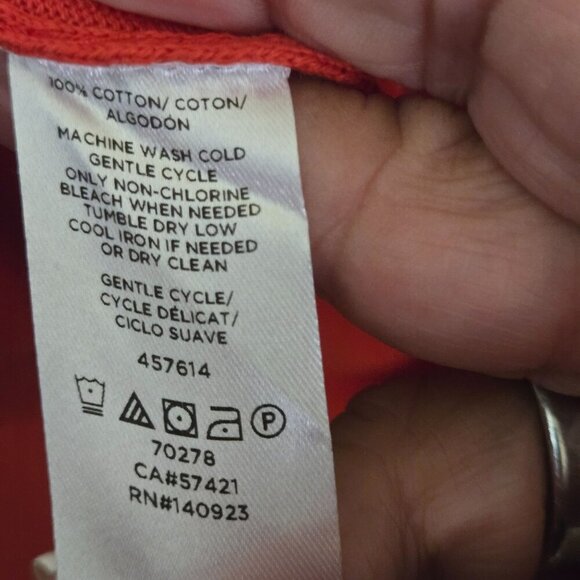 100% COTTON/ COTON/
ALGODÓN
MACHINE WASH COLD
GENTLE CYCLE
ONLY NON-CHLORINE
BLEACH WHEN NEEDED
TUMBLE DRY LOW
COOL IRON IF NEEDED
OR DRY CLEAN
GENTLE CYCLE/
CYCLE DÉLICAT/
CICLO SUAVE
457614
P
70278
CA#57421
RN#140923